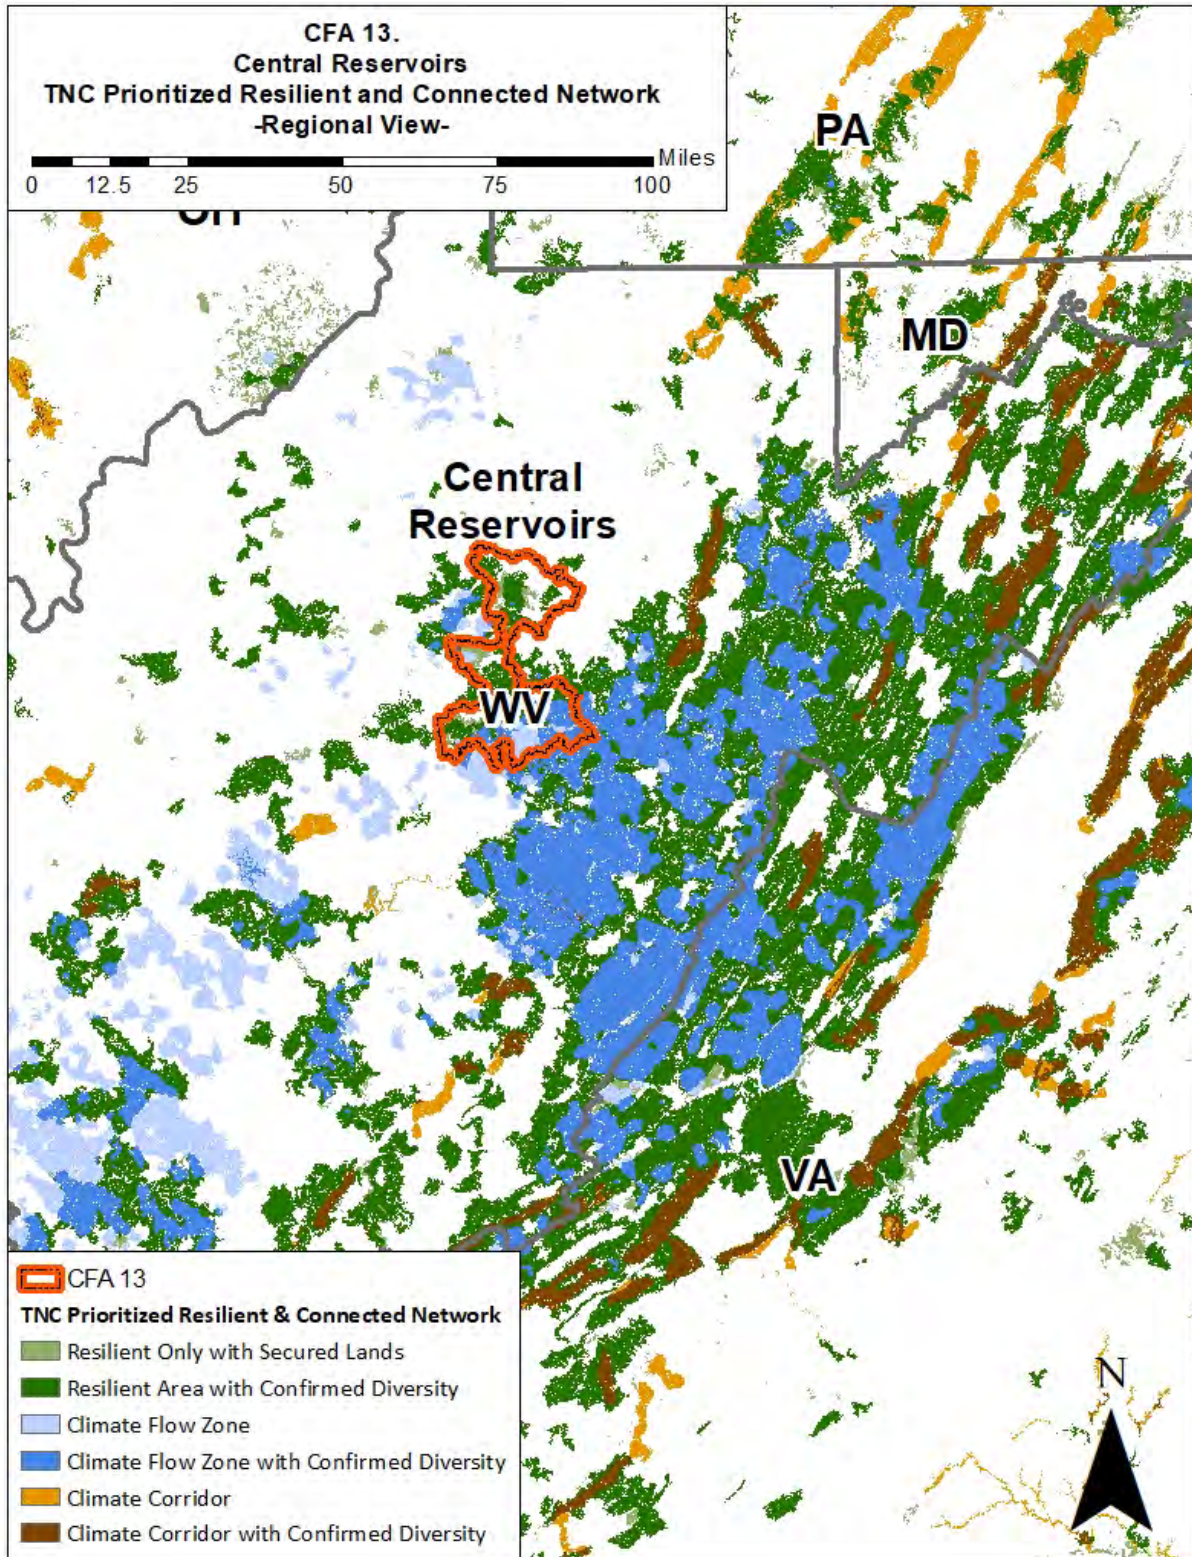 CFA 13.
Central Reservoirs
TNC Prioritized Resilient and Connected Network
-Regional View-
Miles
0 12.5 25 50 75 100
PA
MD
Central
Reservoirs
WV
VA
CFA 13
TNC Prioritized Resilient & Connected Network
Resilient Only with Secured Lands
Resilient Area with Confirmed Diversity
Climate Flow Zone
Climate Flow Zone with Confirmed Diversity
Climate Corridor
Climate Corridor with Confirmed Diversity
N